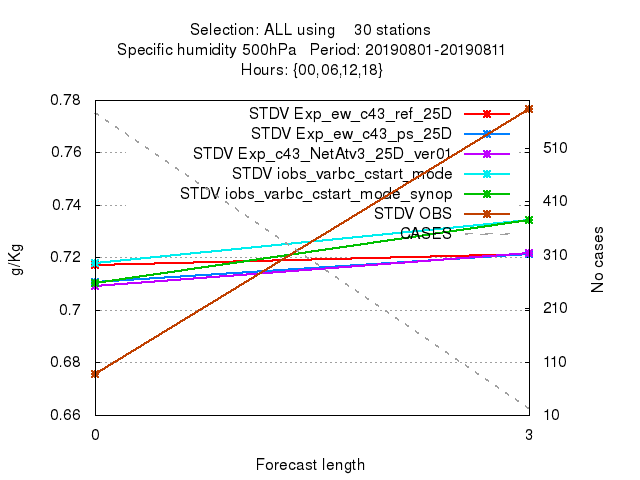 Selection: ALL using    30 stations
Specific humidity 500hPa   Period: 20190801-20190811
Hours: {00,06,12,18}
0.78
STDV Exp_ew_c43_ref_25D
STDV Exp_ew_c43_ps_25D
0.76
510
STDV Exp_c43_NetAtv3_25D_ver01
STDV iobs_varbc_cstart_mode
STDV iobs_varbc_cstart_mode_synop
0.74
410
STDV OBS
CASES
0.72
310
g/Kg
No cases
0.7
210
0.68
110
0.66
10
0
3
Forecast length